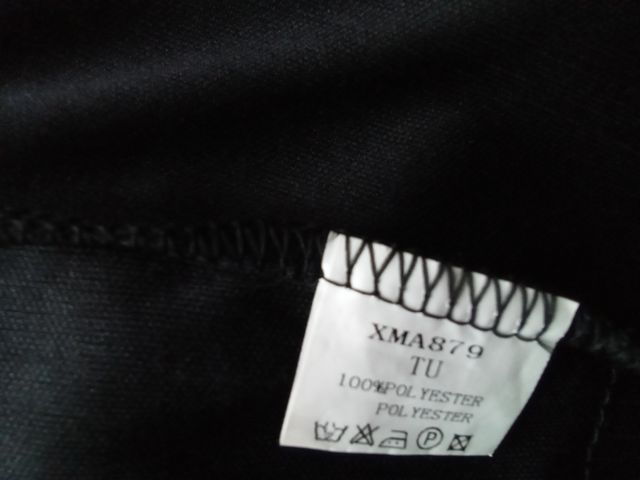 XMA879
TU
100%POLYESTER
POLYESTER
P